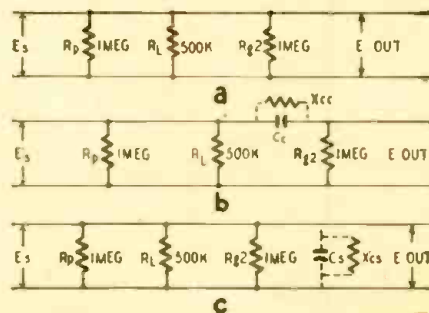 Es Rp 1MEG RL 500K Rg2 1MEG E OUT
a
Xcc
Cc
Es Rp 1MEG RL 500K Rg2 1MEG E OUT
b
Es Rp 1MEG RL 500K Rg2 1MEG Cs Xcs E OUT
c